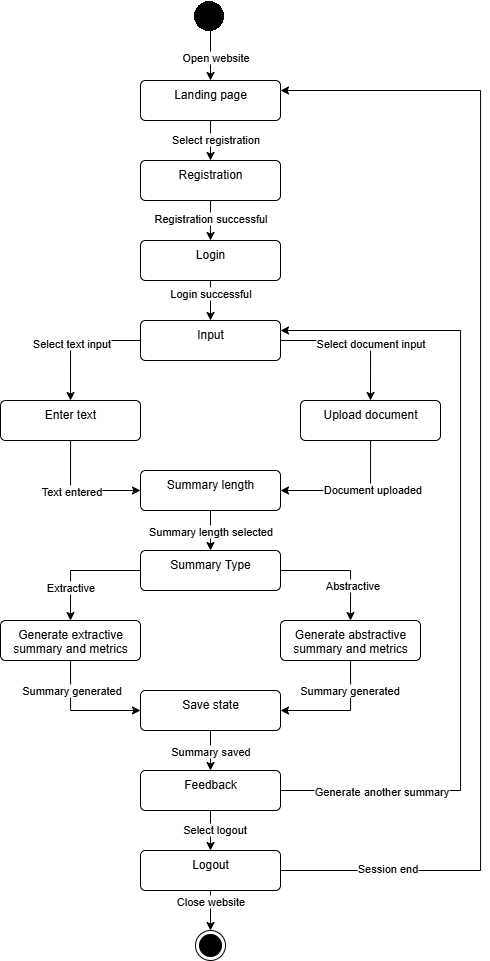 Open website
Landing page
Select registration
Registration
Registration successful
Login
Login successful
Input
Select text input
Select document input
Enter text
Upload document
Summary length
Text entered
Document uploaded
Summary length selected
Summary Type
Extractive
Abstractive
Generate extractive
summary and metrics
Generate abstractive
summary and metrics
Summary generated
Summary generated
Save state
Summary saved
Feedback
Generate another summary
Select logout
Logout
Session end
Close website